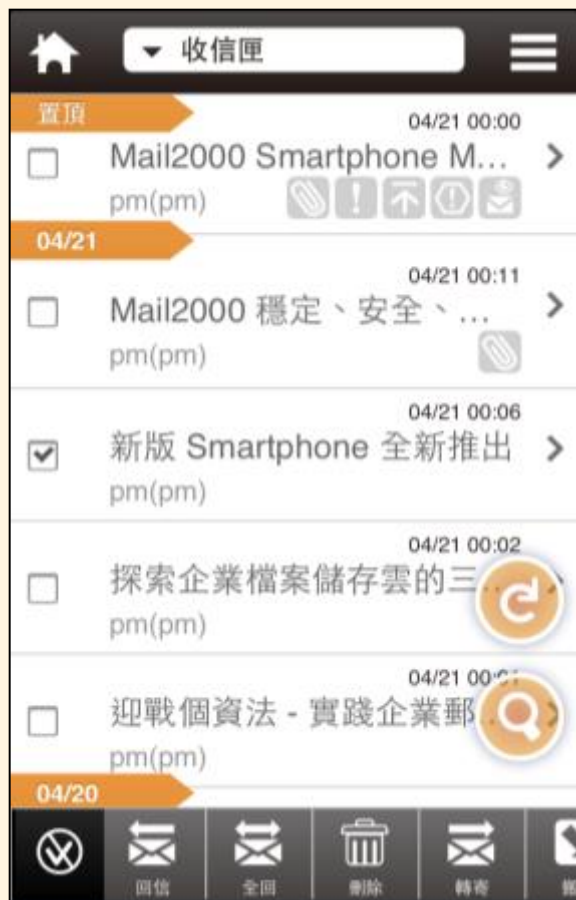 收信匣
置頂
04/21 00:00
Mail2000 Smartphone M...
pm(pm)
04/21
04/21 00:11
Mail2000 穩定、安全、...
pm(pm)
04/21 00:06
新版 Smartphone 全新推出
pm(pm)
04/21 00:02
探索企業檔案儲存雲的三
pm(pm)
04/21 00:01
迎戰個資法 - 實踐企業郵
pm(pm)
04/20
回信
全回
刪除
轉寄